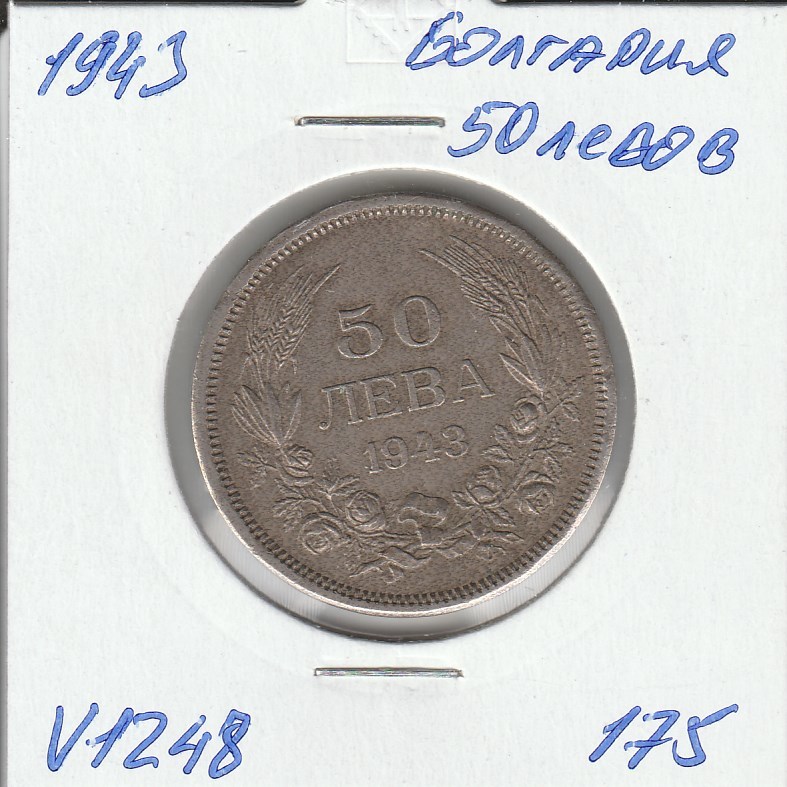 1943
Болгария
50 левов
50
ЛЕВА
1943
V1248
175